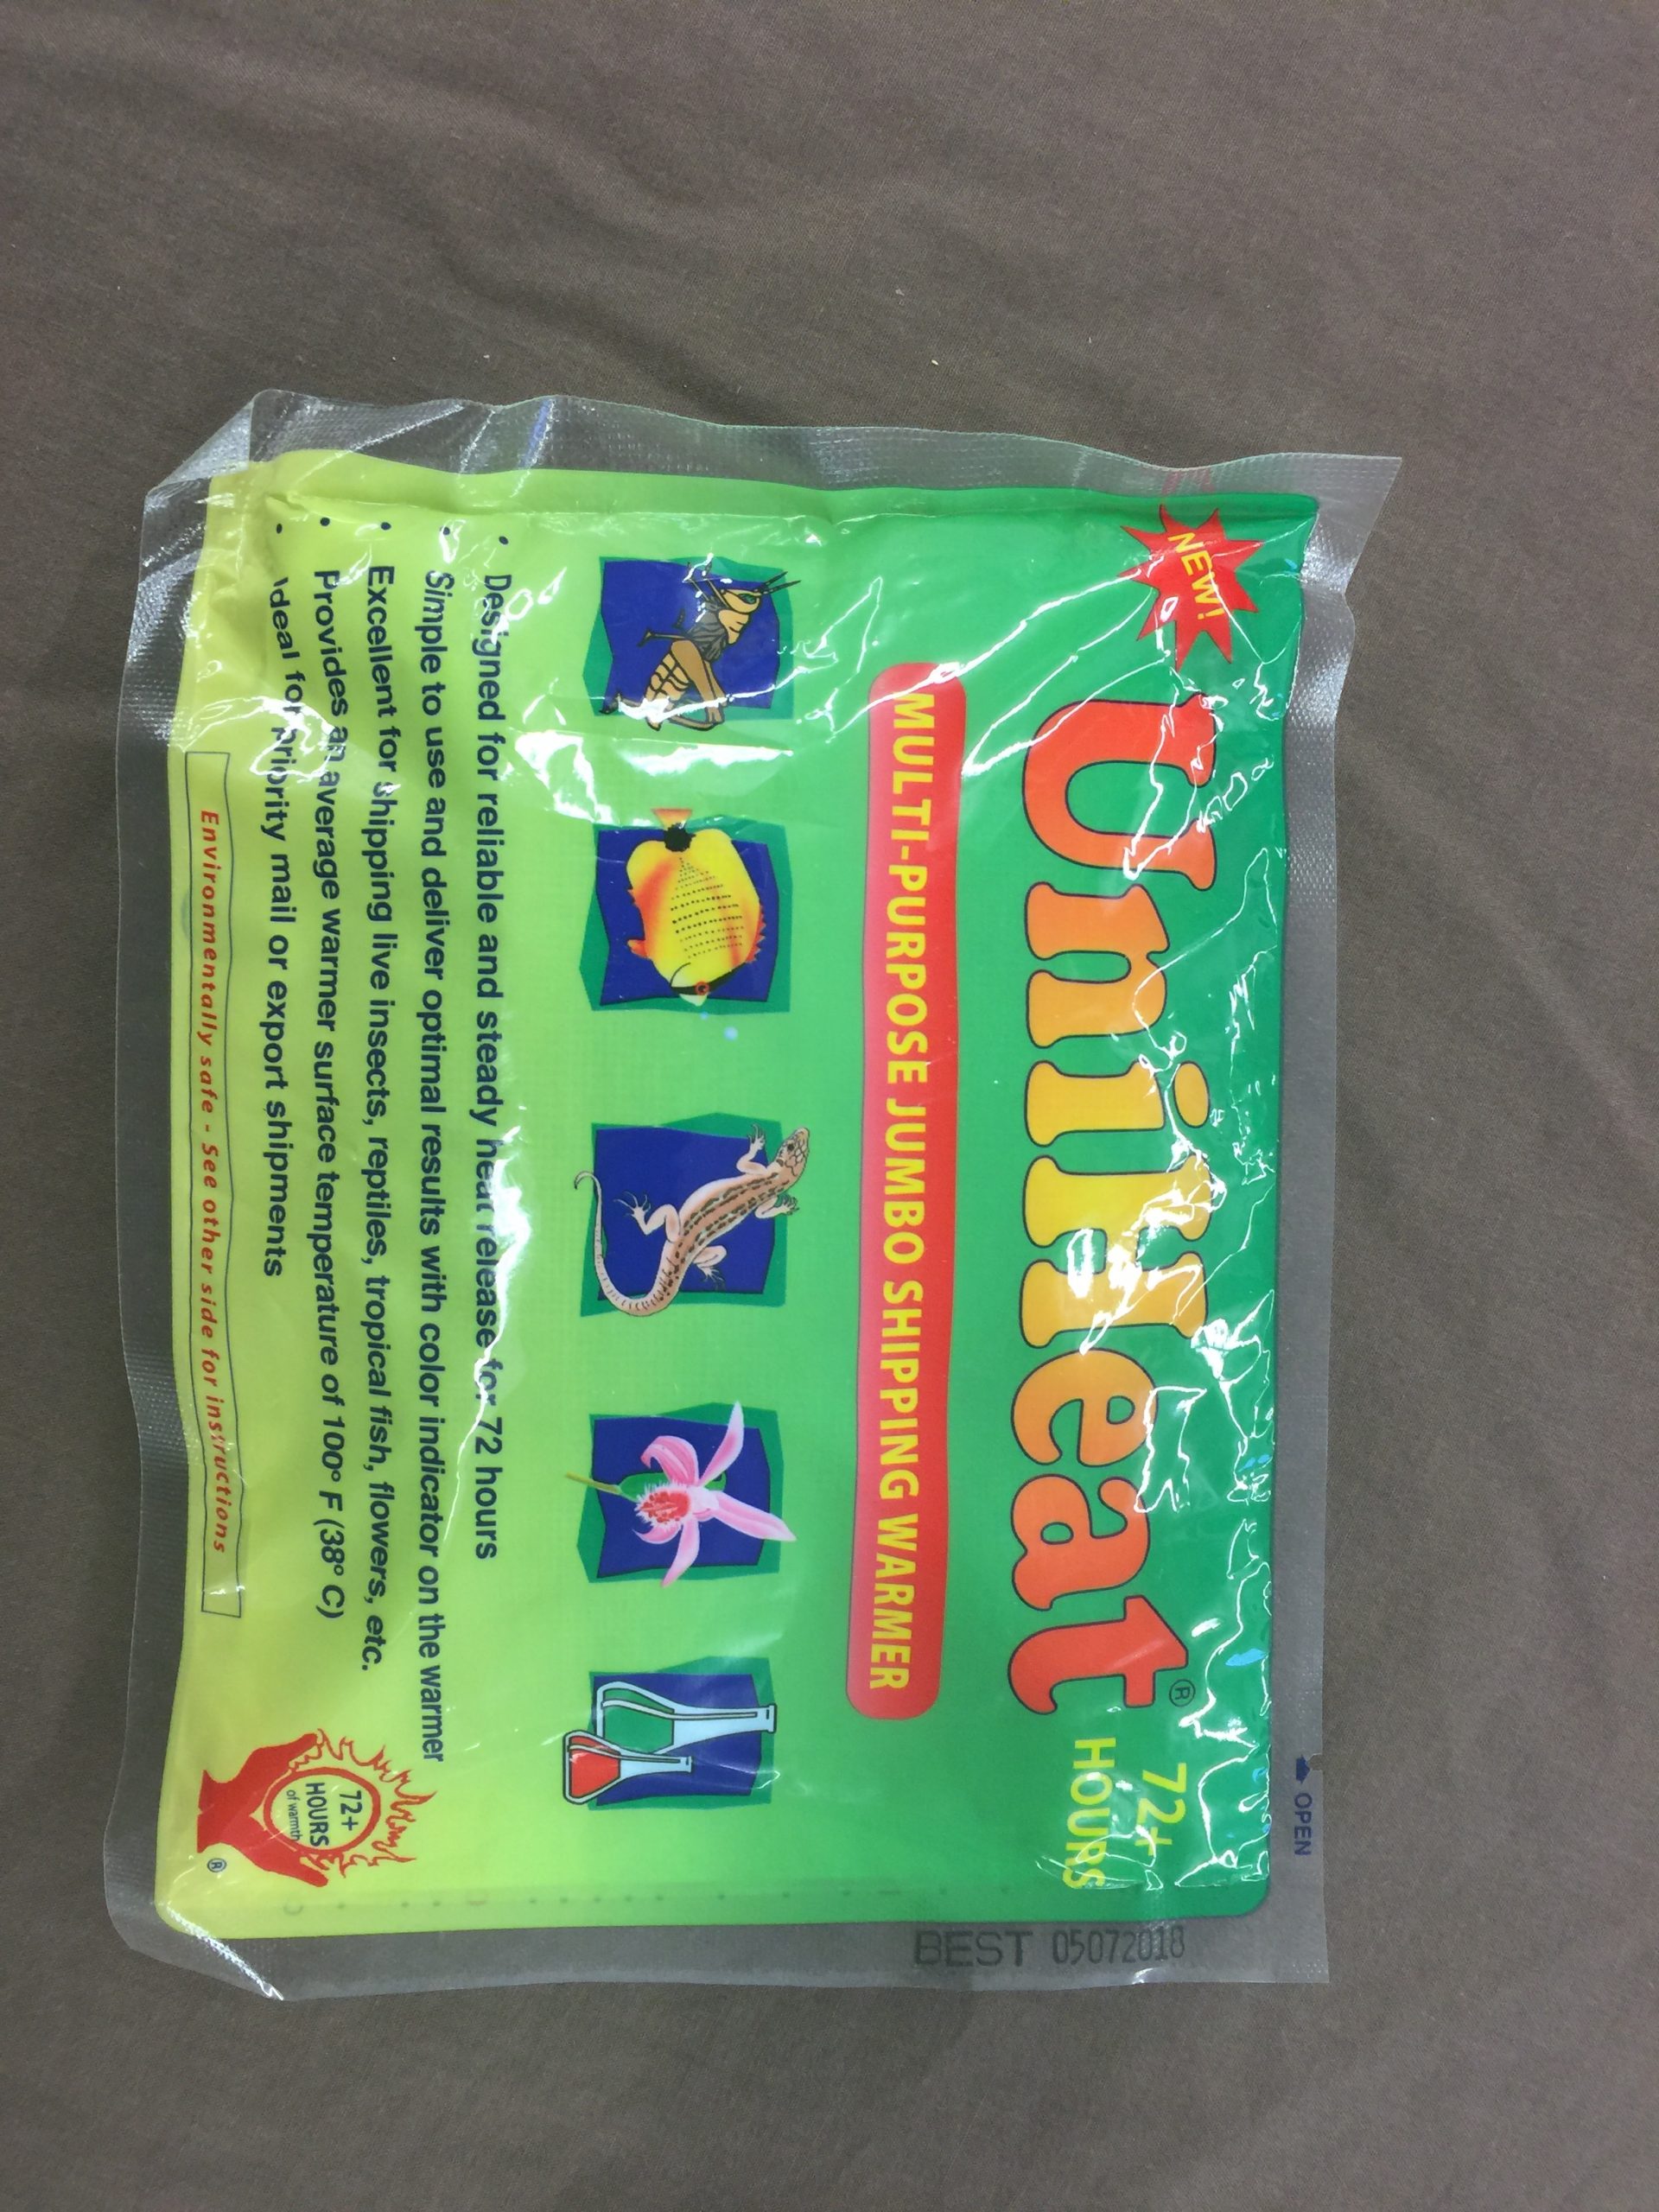 NEW!
UniHeat®
72+
HOURS
MULTI-PURPOSE JUMBO SHIPPING WARMER
• Designed for reliable and steady heat release for 72 hours
• Simple to use and deliver optimal results with color indicator on the warmer
• Excellent for shipping live insects, reptiles, tropical fish, flowers, etc.
• Provides an average warmer surface temperature of 100° F (38° C)
• Ideal for priority mail or export shipments
Environmentally safe - See other side for instructions
72+
HOURS
of warmth
®
OPEN
BEST 05072018